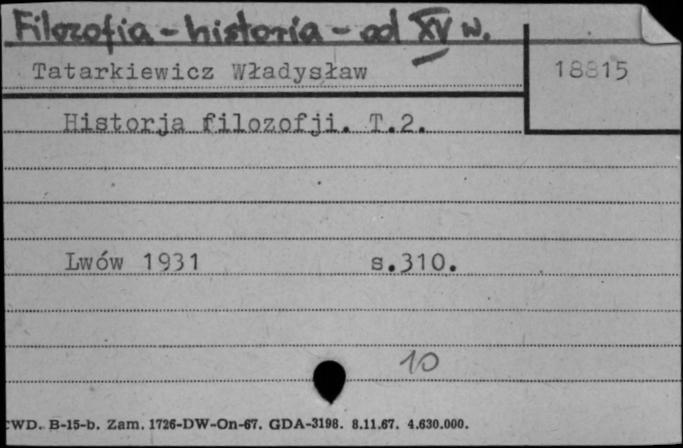 Filozofia - historia - od XV w.
Tatarkiewicz Władysław 18815
Historja filozofji. T.2.
Lwów 1931 s.310.
10
CWD. B-15-b. Zam. 1726-DW-On-67. GDA-3198. 8.11.67. 4.630.000.